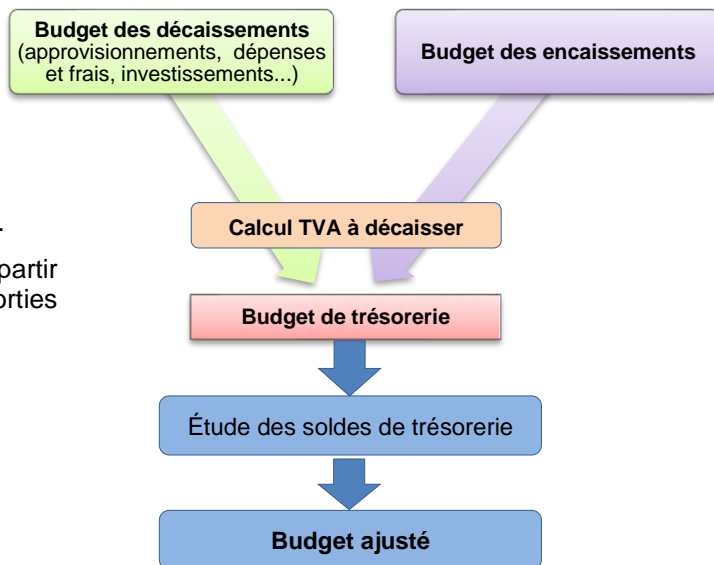 Budget des décaissements
(approvisionnements, dépenses
et frais, investissements...)
Budget des encaissements
Calcul TVA à décaisser
.
partir
orties
Budget de trésorerie
Étude des soldes de trésorerie
Budget ajusté